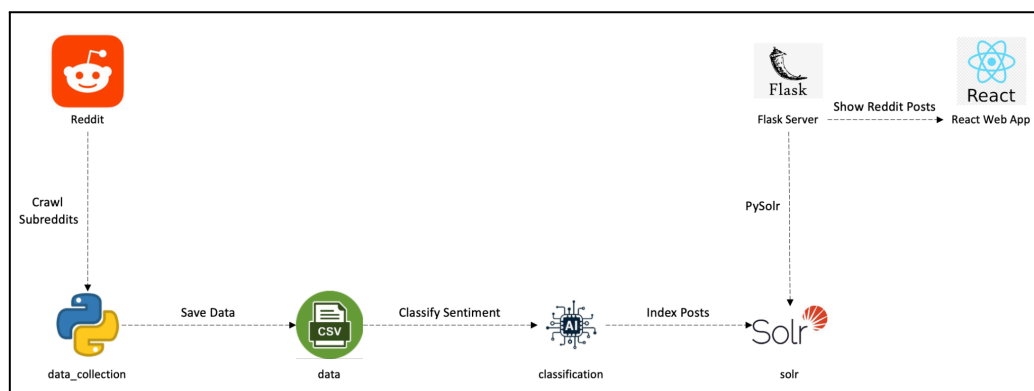 Flask
React
Reddit
Flask Server
Show Reddit Posts
React Web App
Crawl
Subreddits
PySolr
Save Data
CSV
Classify Sentiment
AI
Index Posts
Solr
data_collection
data
classification
solr